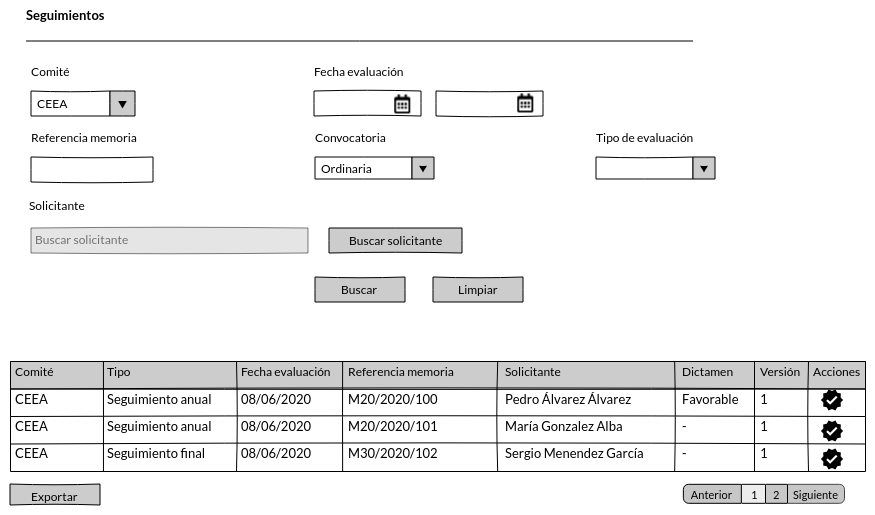 Seguimientos
Comité Fecha evaluación
CEEA
Referencia memoria Convocatoria Tipo de evaluación
Ordinaria
Solicitante
Buscar solicitante Buscar solicitante
Buscar Limpiar
Comité Tipo Fecha evaluación Referencia memoria Solicitante Dictamen Versión Acciones
CEEA Seguimiento anual 08/06/2020 M20/2020/100 Pedro Álvarez Álvarez Favorable 1
CEEA Seguimiento anual 08/06/2020 M20/2020/101 María Gonzalez Alba - 1
CEEA Seguimiento final 08/06/2020 M30/2020/102 Sergio Menendez García - 1
Exportar Anterior 1 2 Siguiente